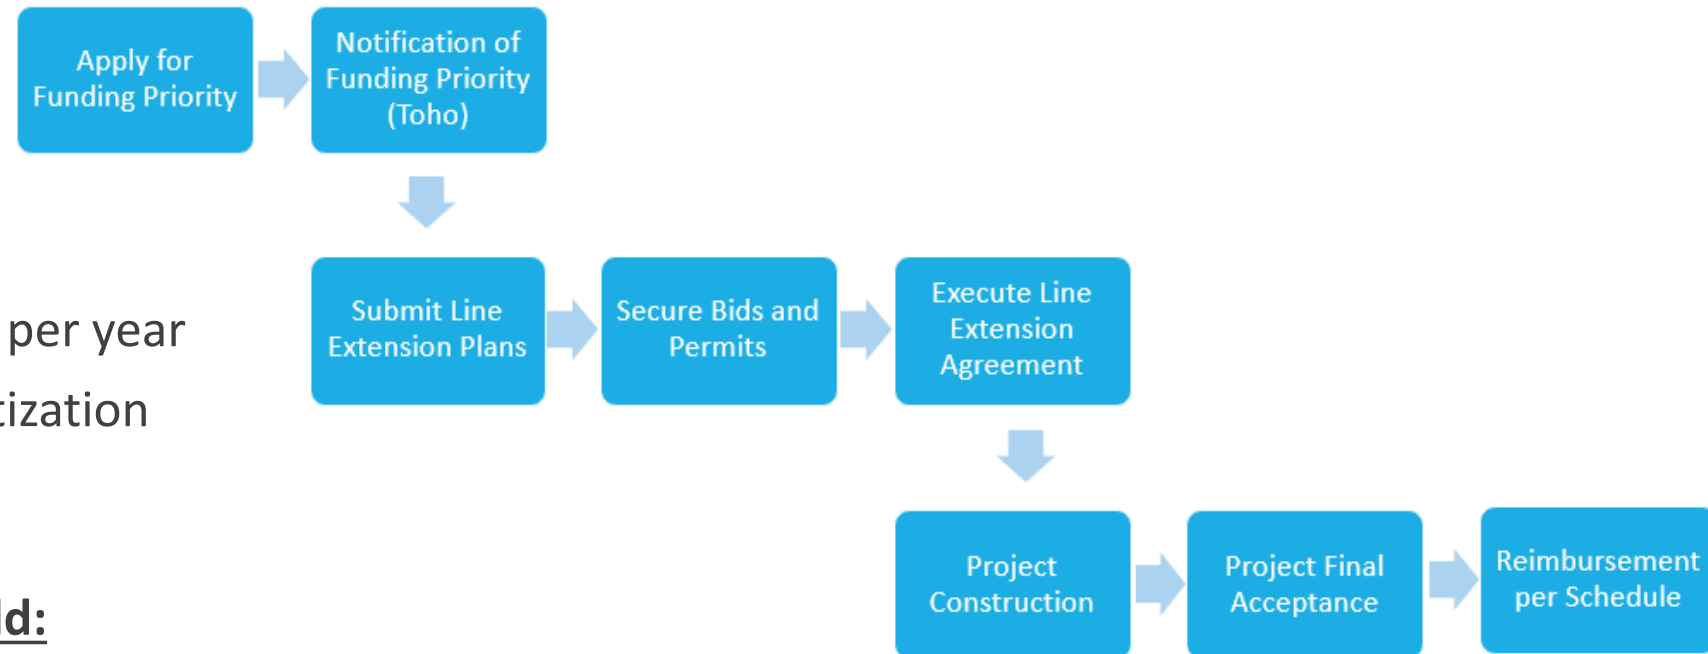 Apply for
Funding Priority
Notification of
Funding Priority
(Toho)
Submit Line
Extension Plans
Secure Bids and
Permits
Execute Line
Extension
Agreement
per year
tization
Project
Construction
Project Final
Acceptance
Reimbursement
per Schedule
ld: